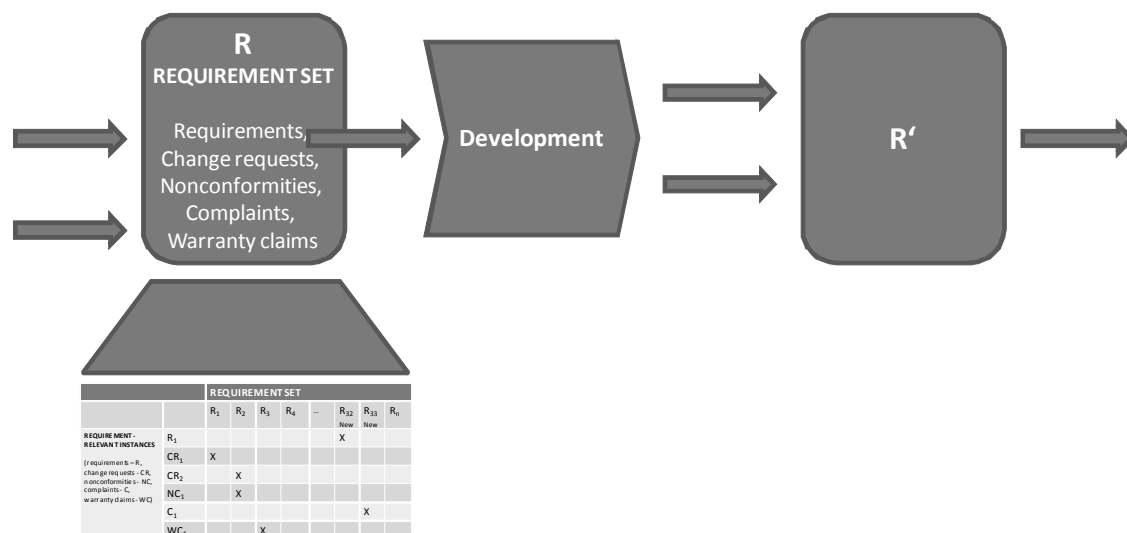 R
REQUIREMENT SET
Requirements,
Change requests,
Nonconformities,
Complaints,
Warranty claims
Development
R‘
REQUIREMENT SET
R1 R2 R3 R4 … R32 New R33 New Rn
REQUIREMENT-
RELEVANT INSTANCES
(requirements – R,
change requests - CR,
nonconformities - NC,
complaints - C,
warranty claims - WC)
R1 X
CR1 X
CR2 X
NC1 X
C1 X
WC1 X